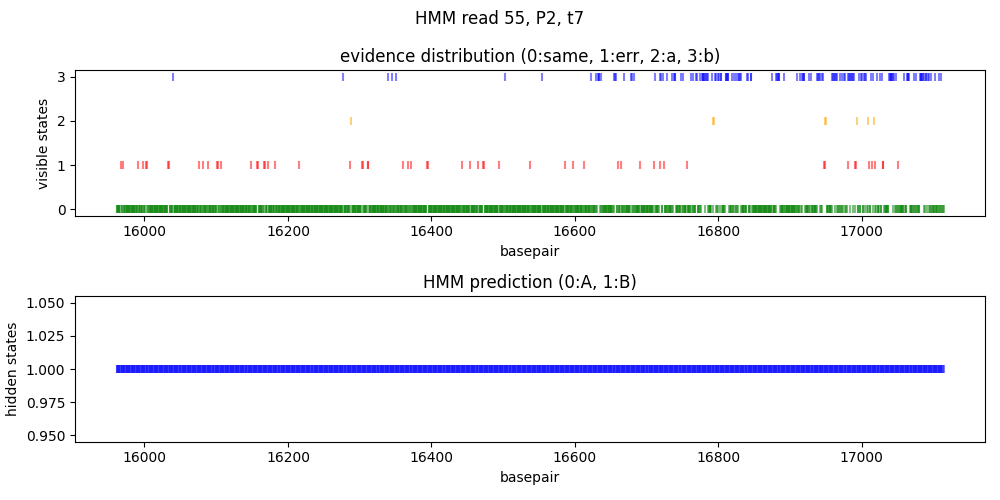 HMM read 55, P2, t7
evidence distribution (0:same, 1:err, 2:a, 3:b)
visible states
3
2
1
0
16000 16200 16400 16600 16800 17000
basepair
HMM prediction (0:A, 1:B)
hidden states
1.050
1.025
1.000
0.975
0.950
16000 16200 16400 16600 16800 17000
basepair